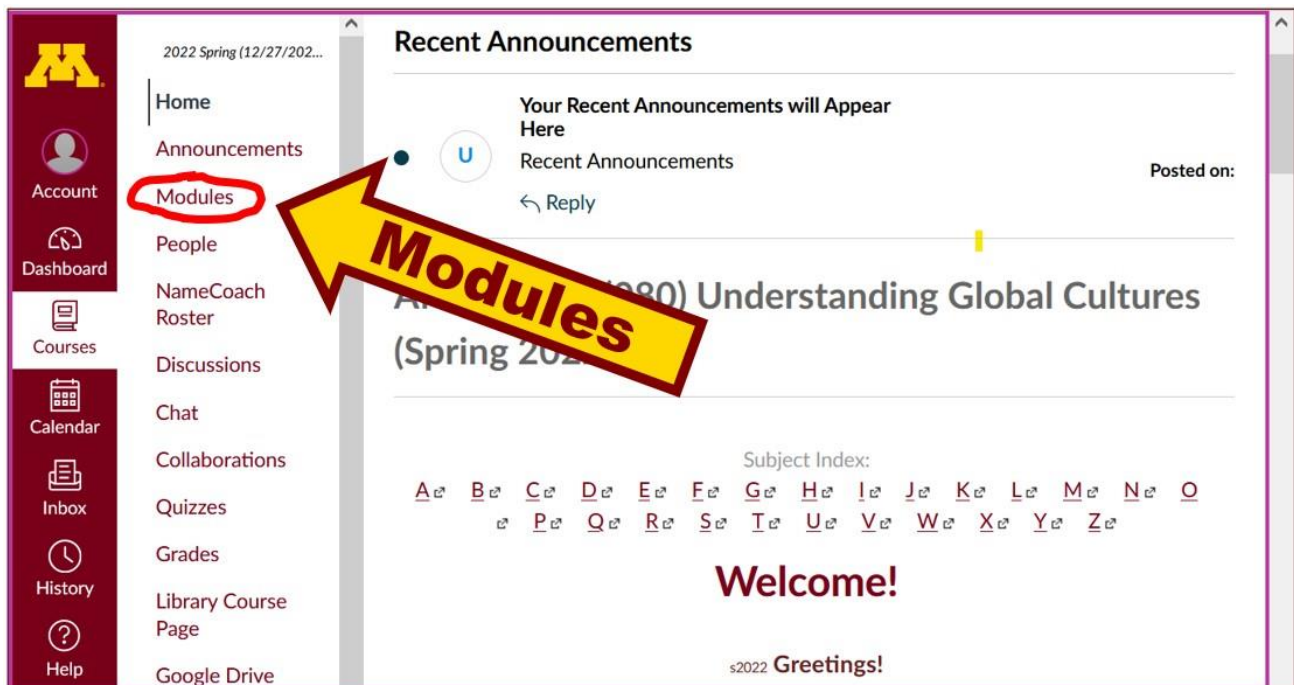 M
Account
Dashboard
Courses
Calendar
Inbox
History
Help
2022 Spring (12/27/202...
Home
Announcements
Modules
People
NameCoach
Roster
Discussions
Chat
Collaborations
Quizzes
Grades
Library Course
Page
Google Drive
Modules
Recent Announcements
Your Recent Announcements will Appear
Here
U
Recent Announcements
Posted on:
Reply
980) Understanding Global Cultures
(Spring
Subject Index:
A B C D E F G H I J K L M N O
P Q R S T U V W X Y Z
Welcome!
s2022 Greetings!